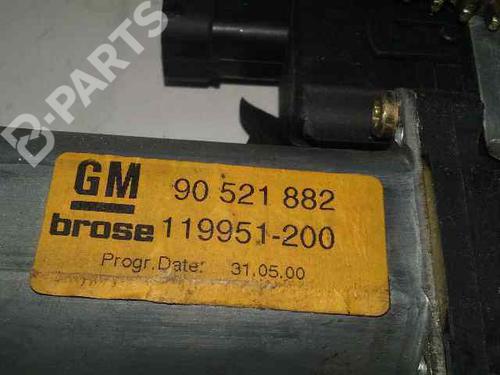 B-PARTS
GM 90 521 882
brose 119951-200
Progr.Date: 31.05.00